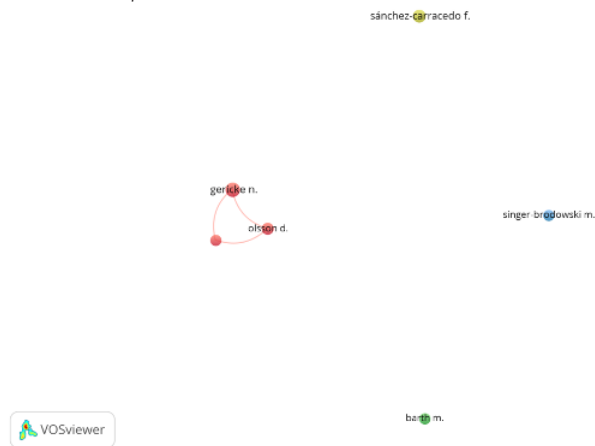 sánchez-carracedo f.
gericke n.
singer-brodowski m.
olsson d.
barth m.
VOSviewer